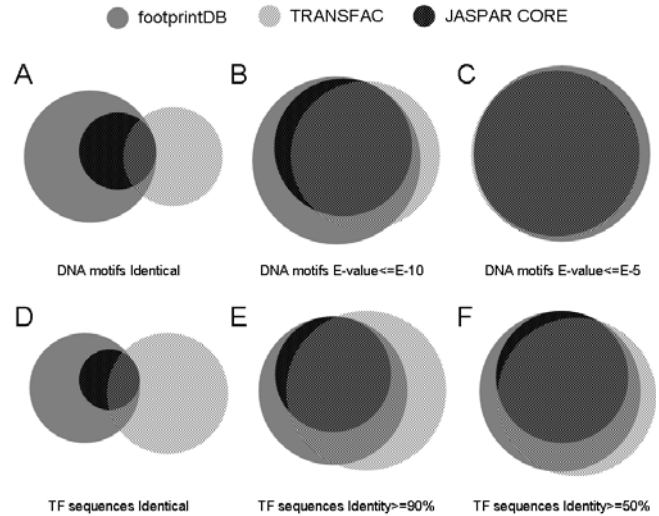 footprintDB TRANSFAC JASPAR CORE
A B C
DNA motifs Identical DNA motifs E-value<=E-10 DNA motifs E-value<=E-5
D E F
TF sequences Identical TF sequences Identity>=90% TF sequences Identity>=50%